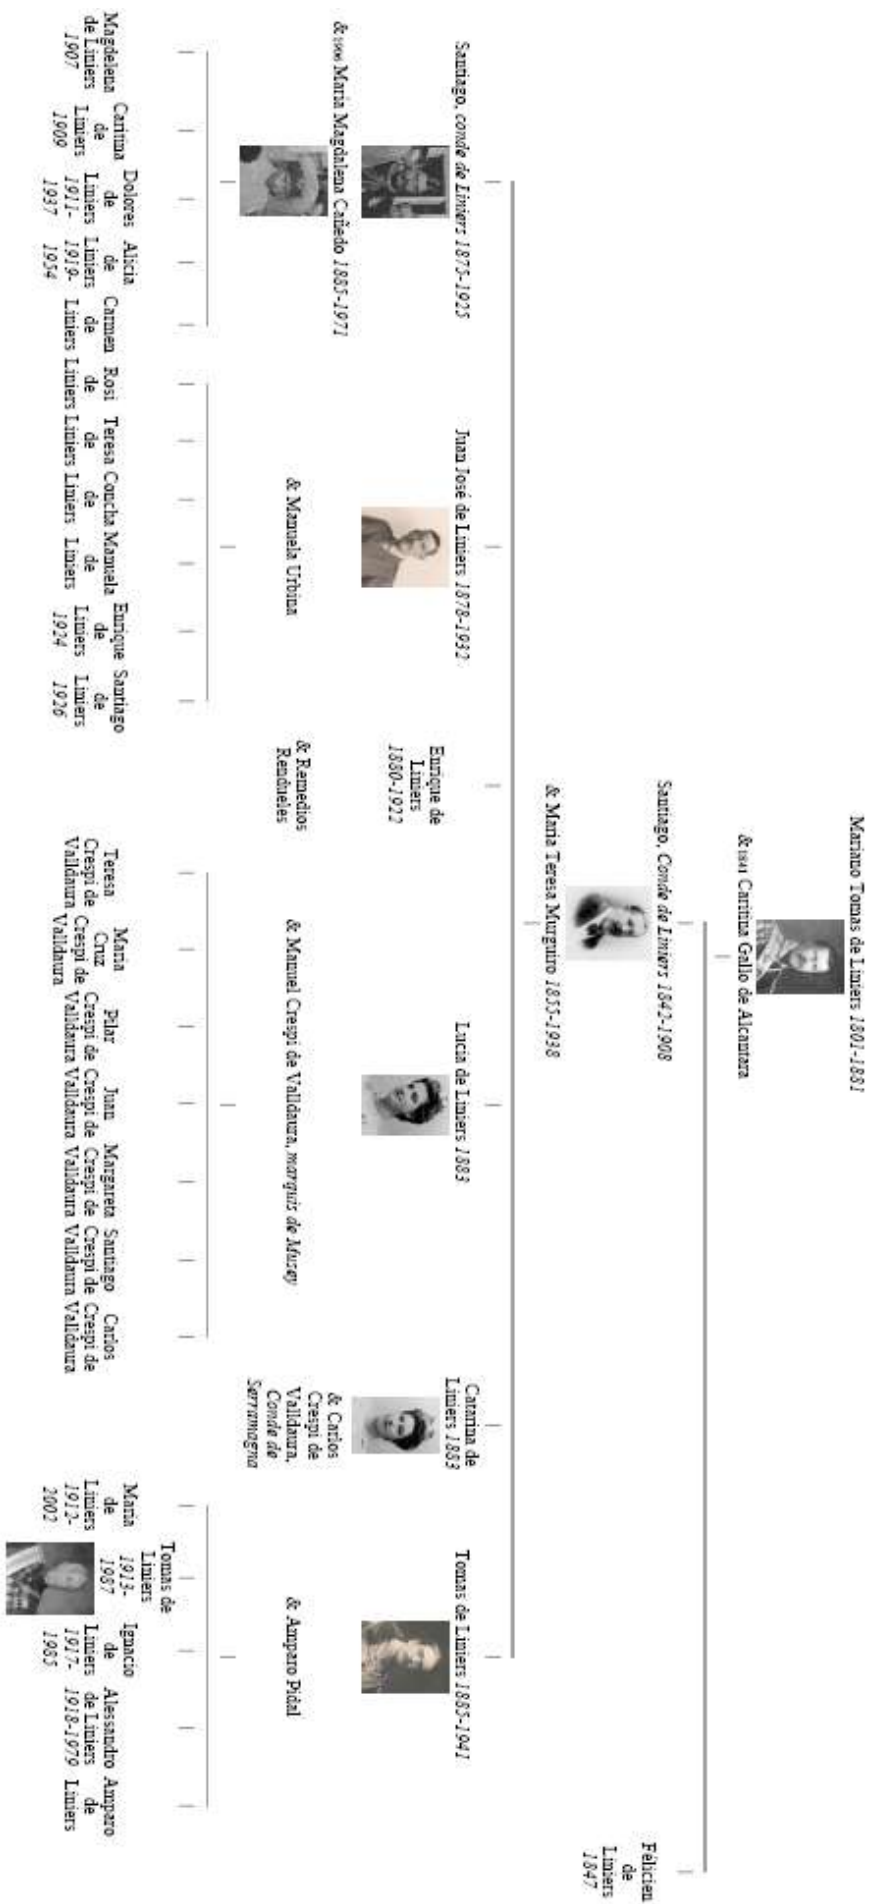 Mariano Tomas de Liniers 1801-1881
& 1841 Caritina Gallo de Alcantara
Santiago, Conde de Liniers 1842-1908
& Maria Teresa Murguiro 1855-1938
Félicien
de
Liniers
1847
Santiago, conde de Liniers 1875-1925
& 1906 Maria Magdalena Cañedo 1885-1971
Juan José de Liniers 1878-1932
& Manuela Urbina
Enrique de
Liniers
1880-1922
& Remedios
Rendueles
Lucia de Liniers 1883
& Manuel Crespi de Valldaura, marquis de Musey
Catarina de
Liniers 1883
& Carlos
Crespi de
Valldaura,
Conde de
Serramagna
Tomas de Liniers 1885-1941
& Amparo Pidal
Magdelena
de Liniers
1907
Caritina
de
Liniers
1909
Dolores
de
Liniers
1911-
1937
Alicia
de
Liniers
1919-
1954
Carmen
de
Liniers
Rosi
de
Liniers
Teresa
de
Liniers
Concha
de
Liniers
Manuela
de
Liniers
Enrique
de
Liniers
1924
Santiago
de
Liniers
1926
Teresa
Crespi de
Valldaura
Maria
Cruz
Crespi de
Valldaura
Pilar
Crespi de
Valldaura
Juan
Crespi de
Valldaura
Margareta
Crespi de
Valldaura
Santiago
Crespi de
Valldaura
Carlos
Crespi de
Valldaura
Maria
de
Liniers
1912-
2002
Tomas de
Liniers
1913-
1987
Ignacio
de
Liniers
1917-
1985
Alessandro
de Liniers
1918-1979
Amparo
de
Liniers